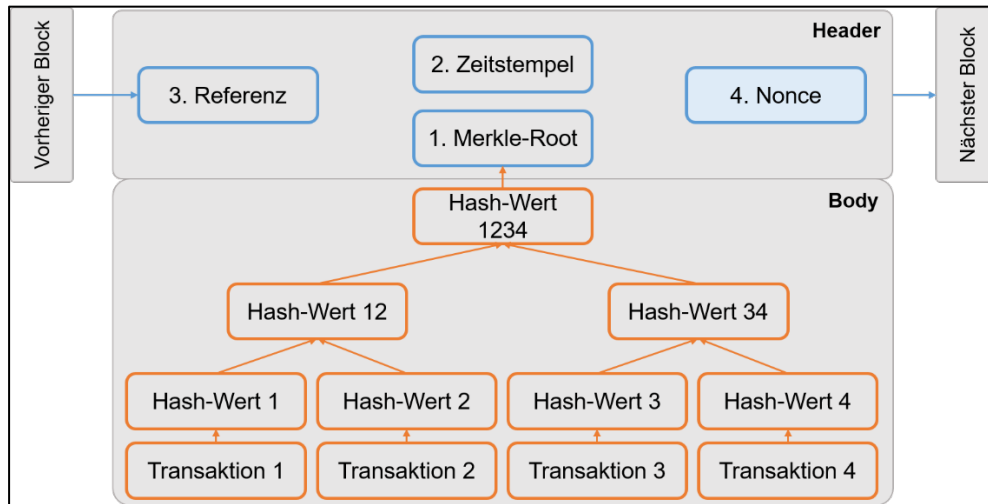 Vorheriger Block
Header
Nächster Block
2. Zeitstempel
3. Referenz
4. Nonce
1. Merkle-Root
Body
Hash-Wert
1234
Hash-Wert 12
Hash-Wert 34
Hash-Wert 1
Hash-Wert 2
Hash-Wert 3
Hash-Wert 4
Transaktion 1
Transaktion 2
Transaktion 3
Transaktion 4